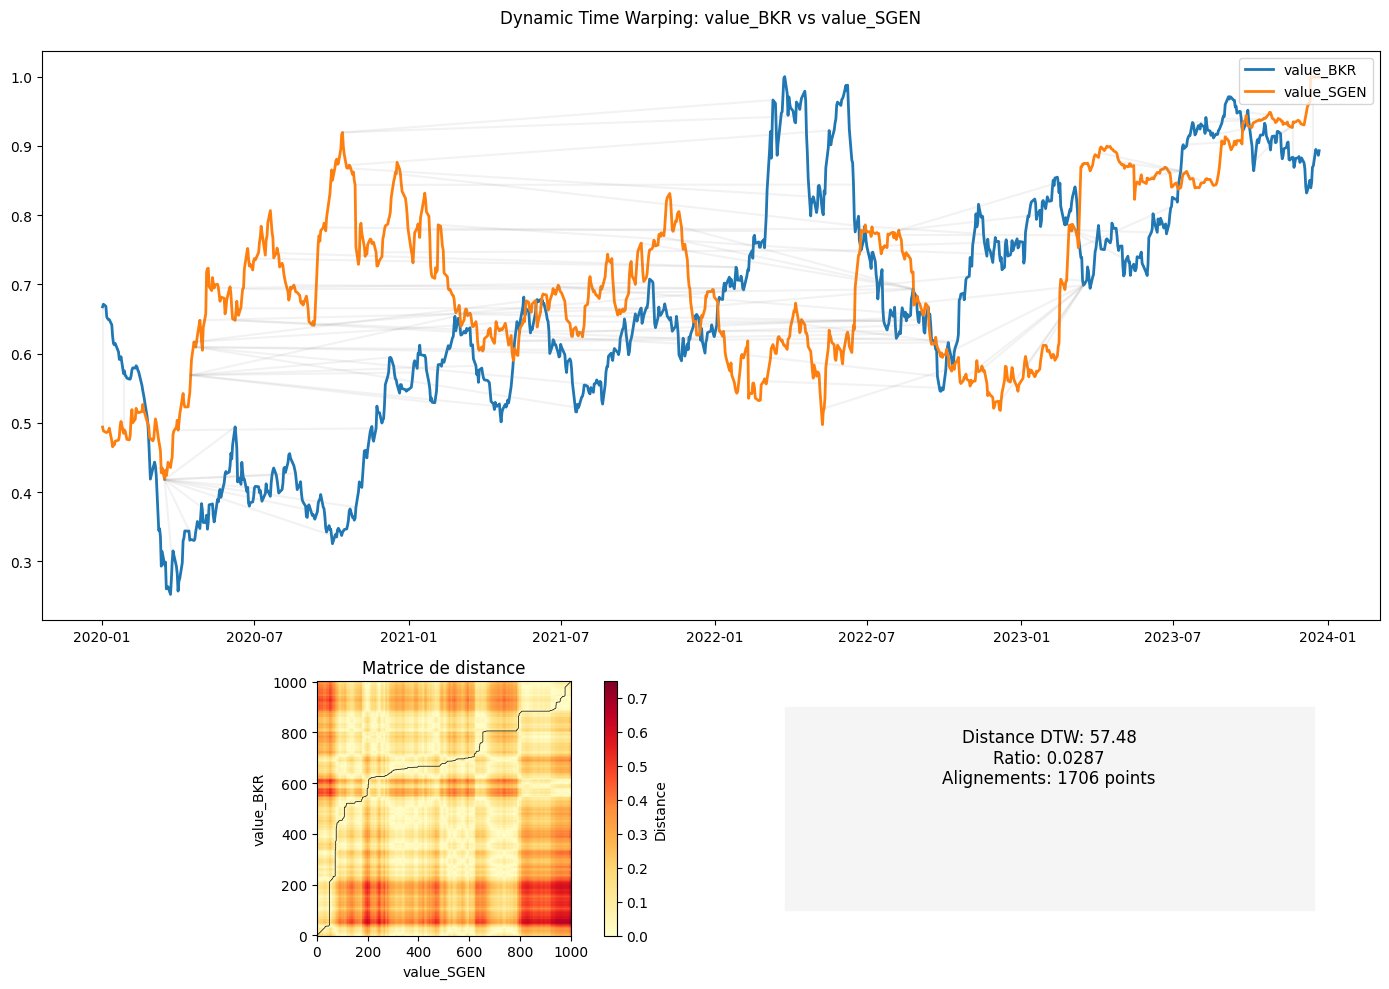 Dynamic Time Warping: value_BKR vs value_SGEN
value_BKR
value_SGEN
1.0
0.9
0.8
0.7
0.6
0.5
0.4
0.3
2020-01 2020-07 2021-01 2021-07 2022-01 2022-07 2023-01 2023-07 2024-01
Matrice de distance
1000
800
600
400
200
0
value_BKR
0 200 400 600 800 1000
value_SGEN
0.7
0.6
0.5
0.4
0.3
0.2
0.1
0.0
Distance
Distance DTW: 57.48
Ratio: 0.0287
Alignements: 1706 points